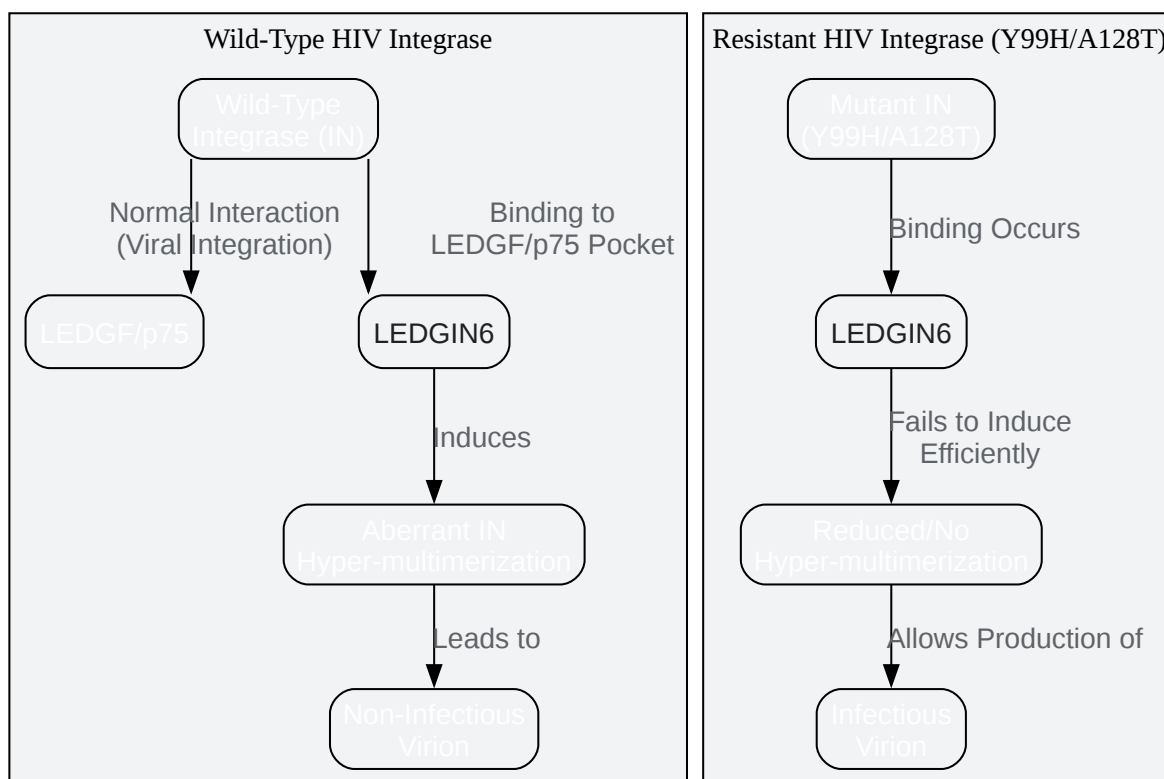 Wild-Type HIV Integrase
Wild-Type
Integrase (IN)
Normal Interaction
(Viral Integration)
Binding to
LEDGF/p75 Pocket
LEDGF/p75
LEDGIN6
Induces
Aberrant IN
Hyper-multimerization
Leads to
Non-Infectious
Virion
Resistant HIV Integrase (Y99H/A128T)
Mutant IN
(Y99H/A128T)
Binding Occurs
LEDGIN6
Fails to Induce
Efficiently
Reduced/No
Hyper-multimerization
Allows Production of
Infectious
Virion